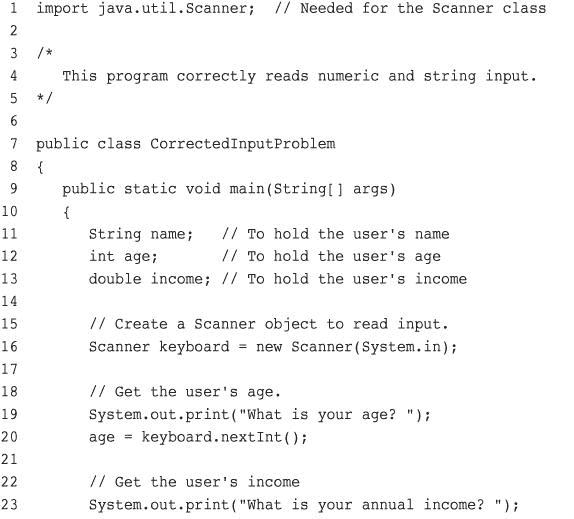 1 import java.util.Scanner;  // Needed for the Scanner class
2
3 /*
4    This program correctly reads numeric and string input.
5 */
6
7 public class CorrectedInputProblem
8 {
9    public static void main(String[] args)
10    {
11       String name;   // To hold the user's name
12       int age;       // To hold the user's age
13       double income; // To hold the user's income
14
15       // Create a Scanner object to read input.
16       Scanner keyboard = new Scanner(System.in);
17
18       // Get the user's age.
19       System.out.print("What is your age? ");
20       age = keyboard.nextInt();
21
22       // Get the user's income
23       System.out.print("What is your annual income? ");